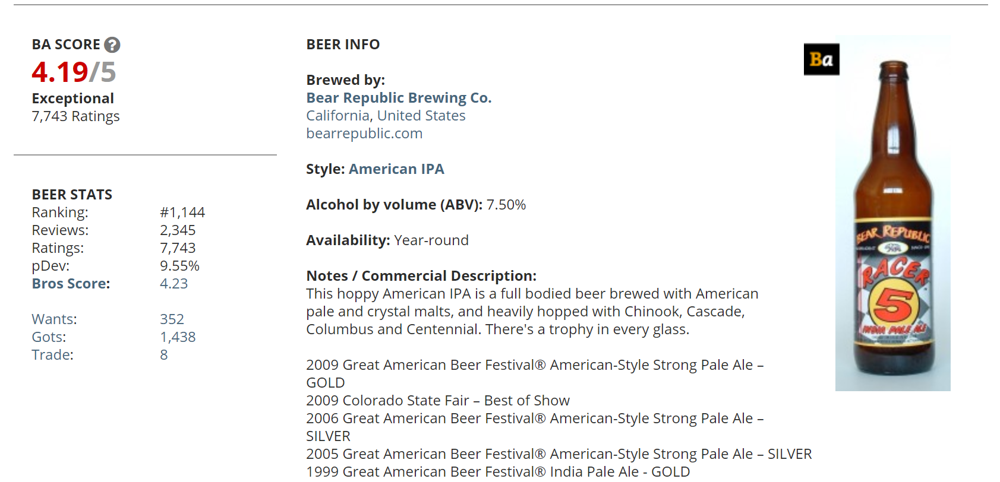 BA SCORE ?
4.19/5
Exceptional
7,743 Ratings
BEER STATS
Ranking: #1,144
Reviews: 2,345
Ratings: 7,743
pDev: 9.55%
Bros Score: 4.23
Wants: 352
Gots: 1,438
Trade: 8
BEER INFO
Brewed by:
Bear Republic Brewing Co.
California, United States
bearrepublic.com
Style: American IPA
Alcohol by volume (ABV): 7.50%
Availability: Year-round
Notes / Commercial Description:
This hoppy American IPA is a full bodied beer brewed with American
pale and crystal malts, and heavily hopped with Chinook, Cascade,
Columbus and Centennial. There's a trophy in every glass.
2009 Great American Beer Festival® American-Style Strong Pale Ale –
GOLD
2009 Colorado State Fair – Best of Show
2006 Great American Beer Festival® American-Style Strong Pale Ale –
SILVER
2005 Great American Beer Festival® American-Style Strong Pale Ale – SILVER
1999 Great American Beer Festival® India Pale Ale - GOLD
Ba
BEAR REPUBLIC
RACER
5
INDIA PALE ALE